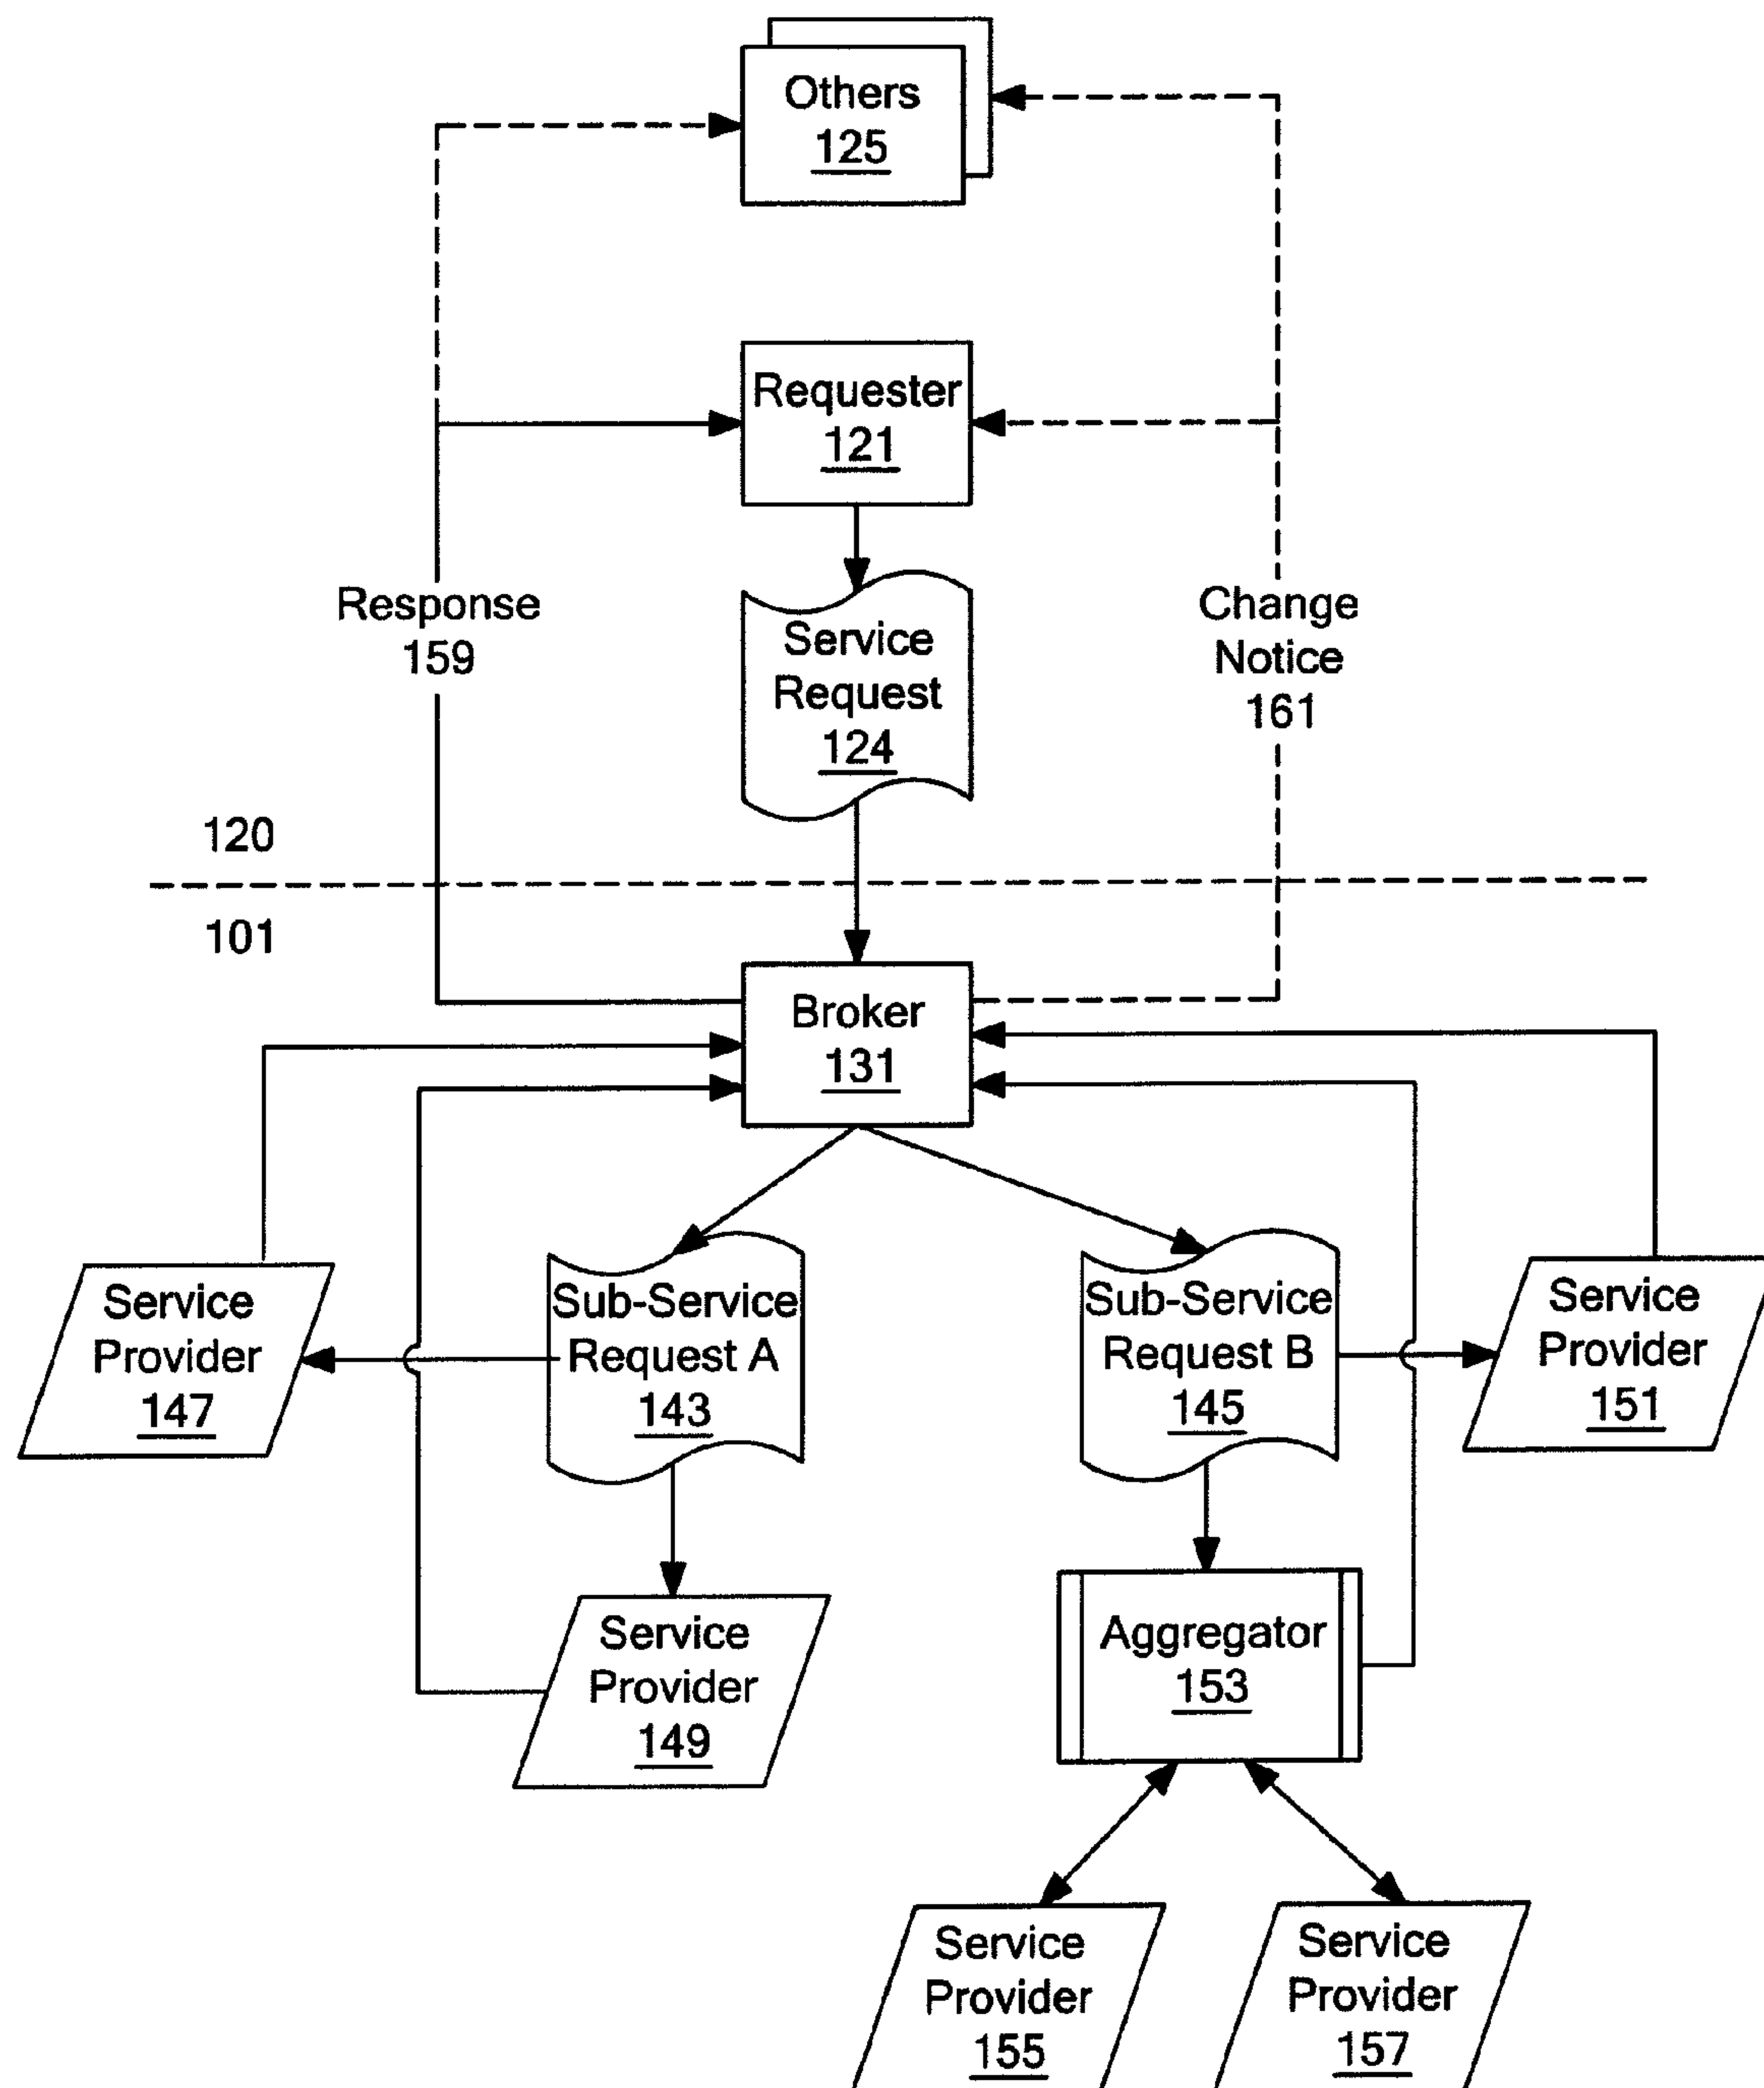 Others
125
Requester
121
Response
159
Service
Request
124
Change
Notice
161
120
101
Broker
131
Service
Provider
147
Sub-Service
Request A
143
Sub-Service
Request B
145
Service
Provider
151
Service
Provider
149
Aggregator
153
Service
Provider
155
Service
Provider
157